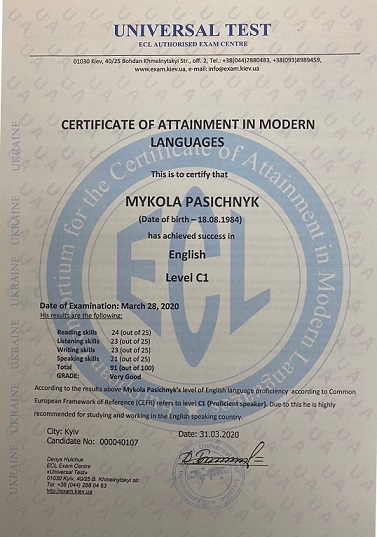 UNIVERSAL TEST
ECL AUTHORISED EXAM CENTRE
01030 Kiev, 40/25 Bohdan Khmelnytskyi Str., off. 2, Tel.: +38(044)2880483, +38(093)8989459,
www.exam.kiev.ua, e-mail: info@exam.kiev.ua
CERTIFICATE OF ATTAINMENT IN MODERN
LANGUAGES
This is to certify that
MYKOLA PASICHNYK
(Date of birth – 18.08.1984)
has achieved success in
English
Level C1
Date of Examination: March 28, 2020
His results are the following:
Reading skills 24 (out of 25)
Listening skills 23 (out of 25)
Writing skills 23 (out of 25)
Speaking skills 21 (out of 25)
Total 91 (out of 100)
GRADE: Very Good
According to the results above Mykola Pasichnyk's level of English language proficiency according to Common
European Framework of Reference (CEFR) refers to level C1 (Proficient speaker). Due to this he is highly
recommended for studying and working in the English speaking country.
City: Kyiv
Date: 31.03.2020
Candidate No: 000040107
Denys Hulchuk
ECL Exam Centre
«Universal Test»
01030 Kyiv, 40/25 B. Khmelnytskyi str.
Tel. +38 (044) 288 04 83
http://exam.kiev.ua
ECL
Consortium for the Certificate of Attainment in Modern Languages
UKRAINE UKRAINE UKRAINE UKRAINE UKRAINE